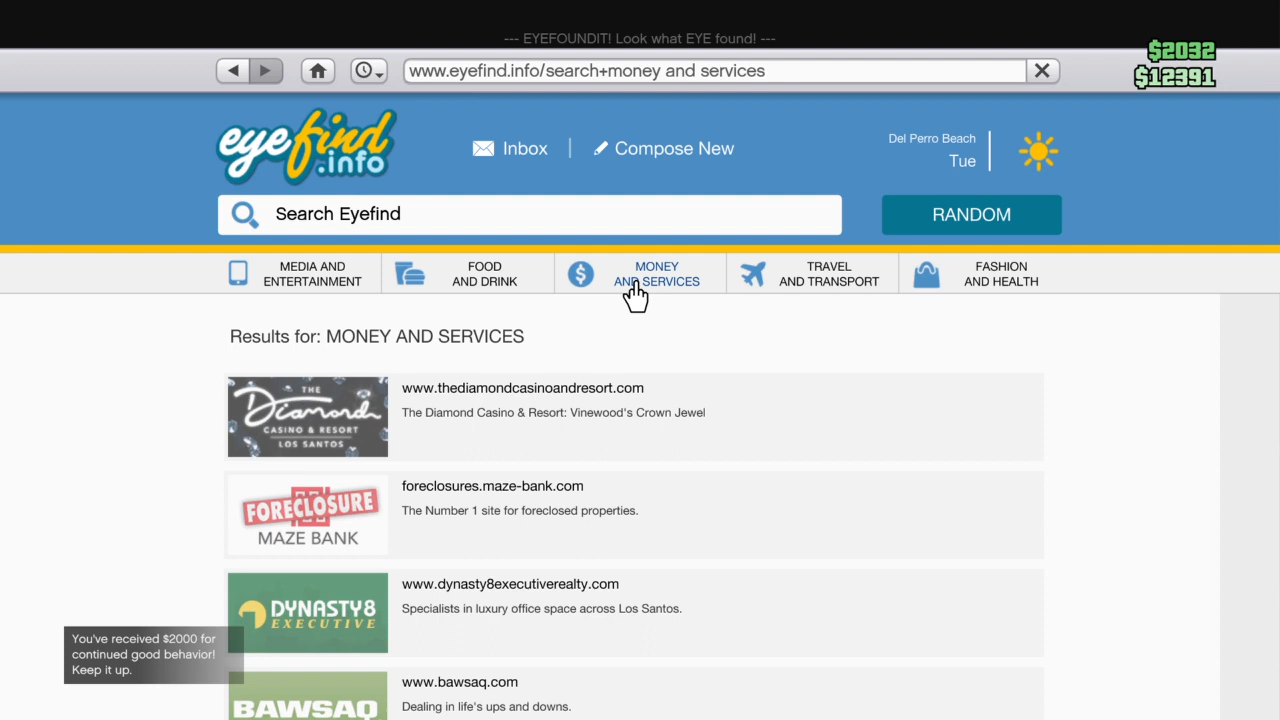 --- EYEFOUNDIT! Look what EYE found! ---
$2032
www.eyefind.info/search+money and services
$12391
eyefind
.info
Inbox
Compose New
Del Perro Beach
Tue
Search Eyefind
RANDOM
MEDIA AND
ENTERTAINMENT
FOOD
AND DRINK
MONEY
AND SERVICES
TRAVEL
AND TRANSPORT
FASHION
AND HEALTH
Results for: MONEY AND SERVICES
THE
Diamond
CASINO & RESORT
LOS SANTOS
www.thediamondcasinoandresort.com
The Diamond Casino & Resort: Vinewood's Crown Jewel
FORECLOSURE
MAZE BANK
foreclosures.maze-bank.com
The Number 1 site for foreclosed properties.
DYNASTY8
EXECUTIVE
www.dynasty8executiverealty.com
Specialists in luxury office space across Los Santos.
You've received $2000 for
continued good behavior!
Keep it up.
BAWSAQ
www.bawsaq.com
Dealing in life's ups and downs.